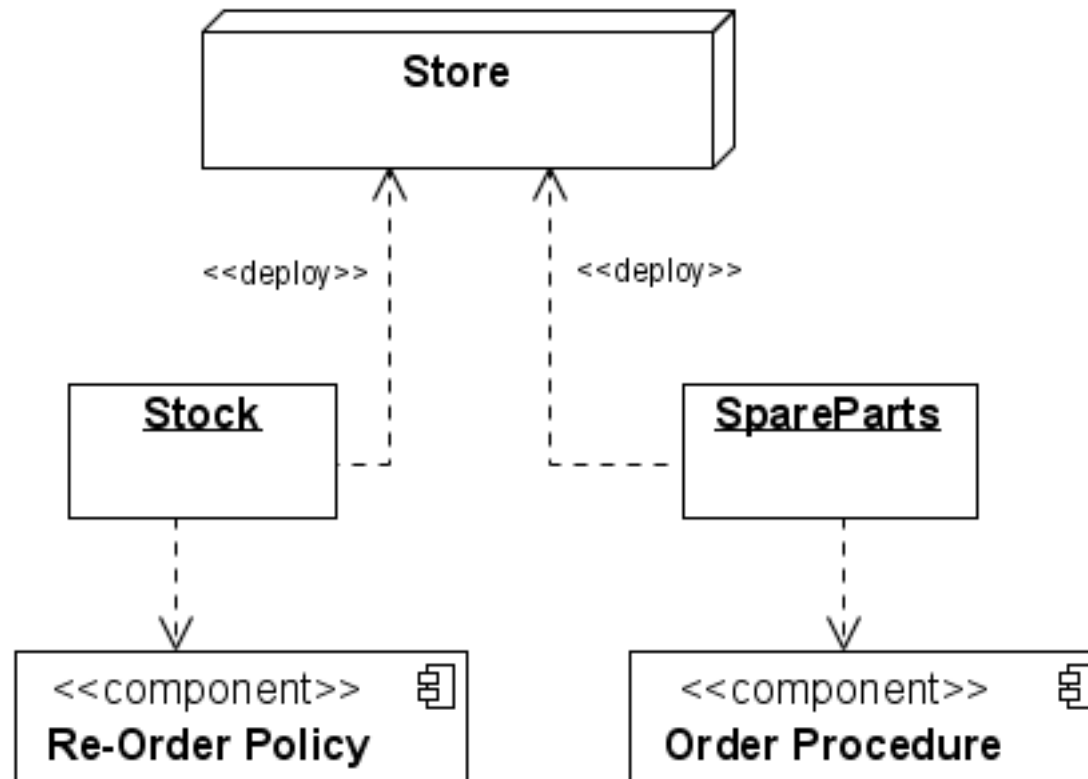 Store
<<deploy>>
<<deploy>>
Stock
SpareParts
<<component>>
Re-Order Policy
<<component>>
Order Procedure